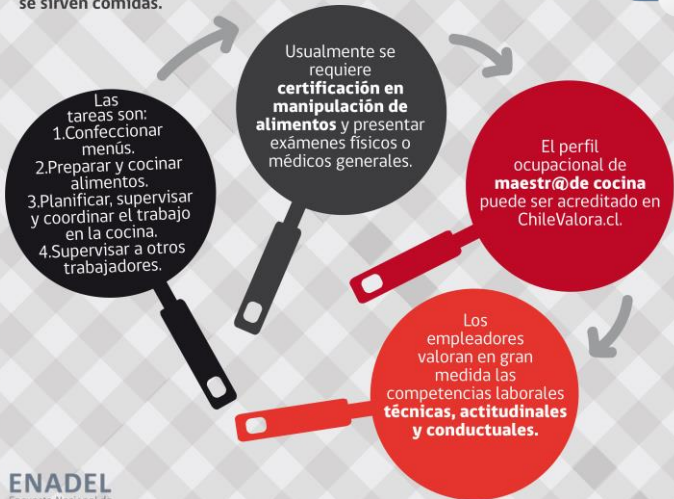 se sirven comidas.
Las
tareas son:
1.Confeccionar
menús.
2.Preparar y cocinar
alimentos.
3.Planificar, supervisar
y coordinar el trabajo
en la cocina.
4.Supervisar a otros
trabajadores.
Usualmente se
requiere
certificación en
manipulación de
alimentos y presentar
exámenes físicos o
médicos generales.
El perfil
ocupacional de
maestr@de cocina
puede ser acreditado en
ChileValora.cl.
Los
empleadores
valoran en gran
medida las
competencias laborales
técnicas, actitudinales
y conductuales.
ENADEL